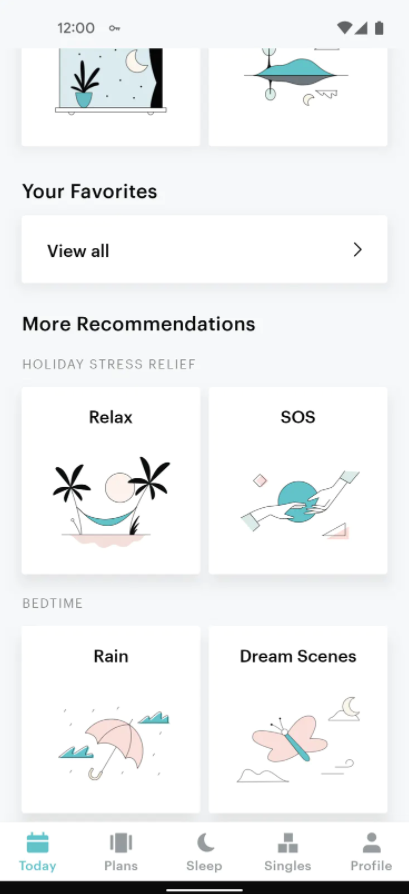 12:00
Your Favorites
View all
More Recommendations
HOLIDAY STRESS RELIEF
Relax
SOS
BEDTIME
Rain
Dream Scenes
Today
Plans
Sleep
Singles
Profile